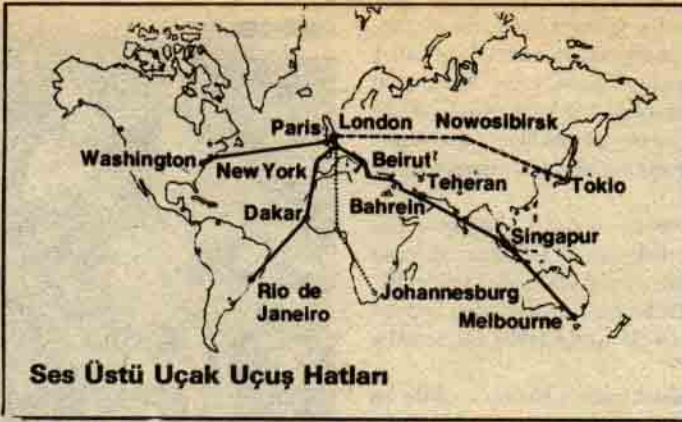 Paris London Nowosibirsk
Washington New York Beirut Teheran Tokio
Dakar Bahrein Singapur
Rio de Janeiro Johannesburg Melbourne
Ses Üstü Uçak Uçuş Hatları